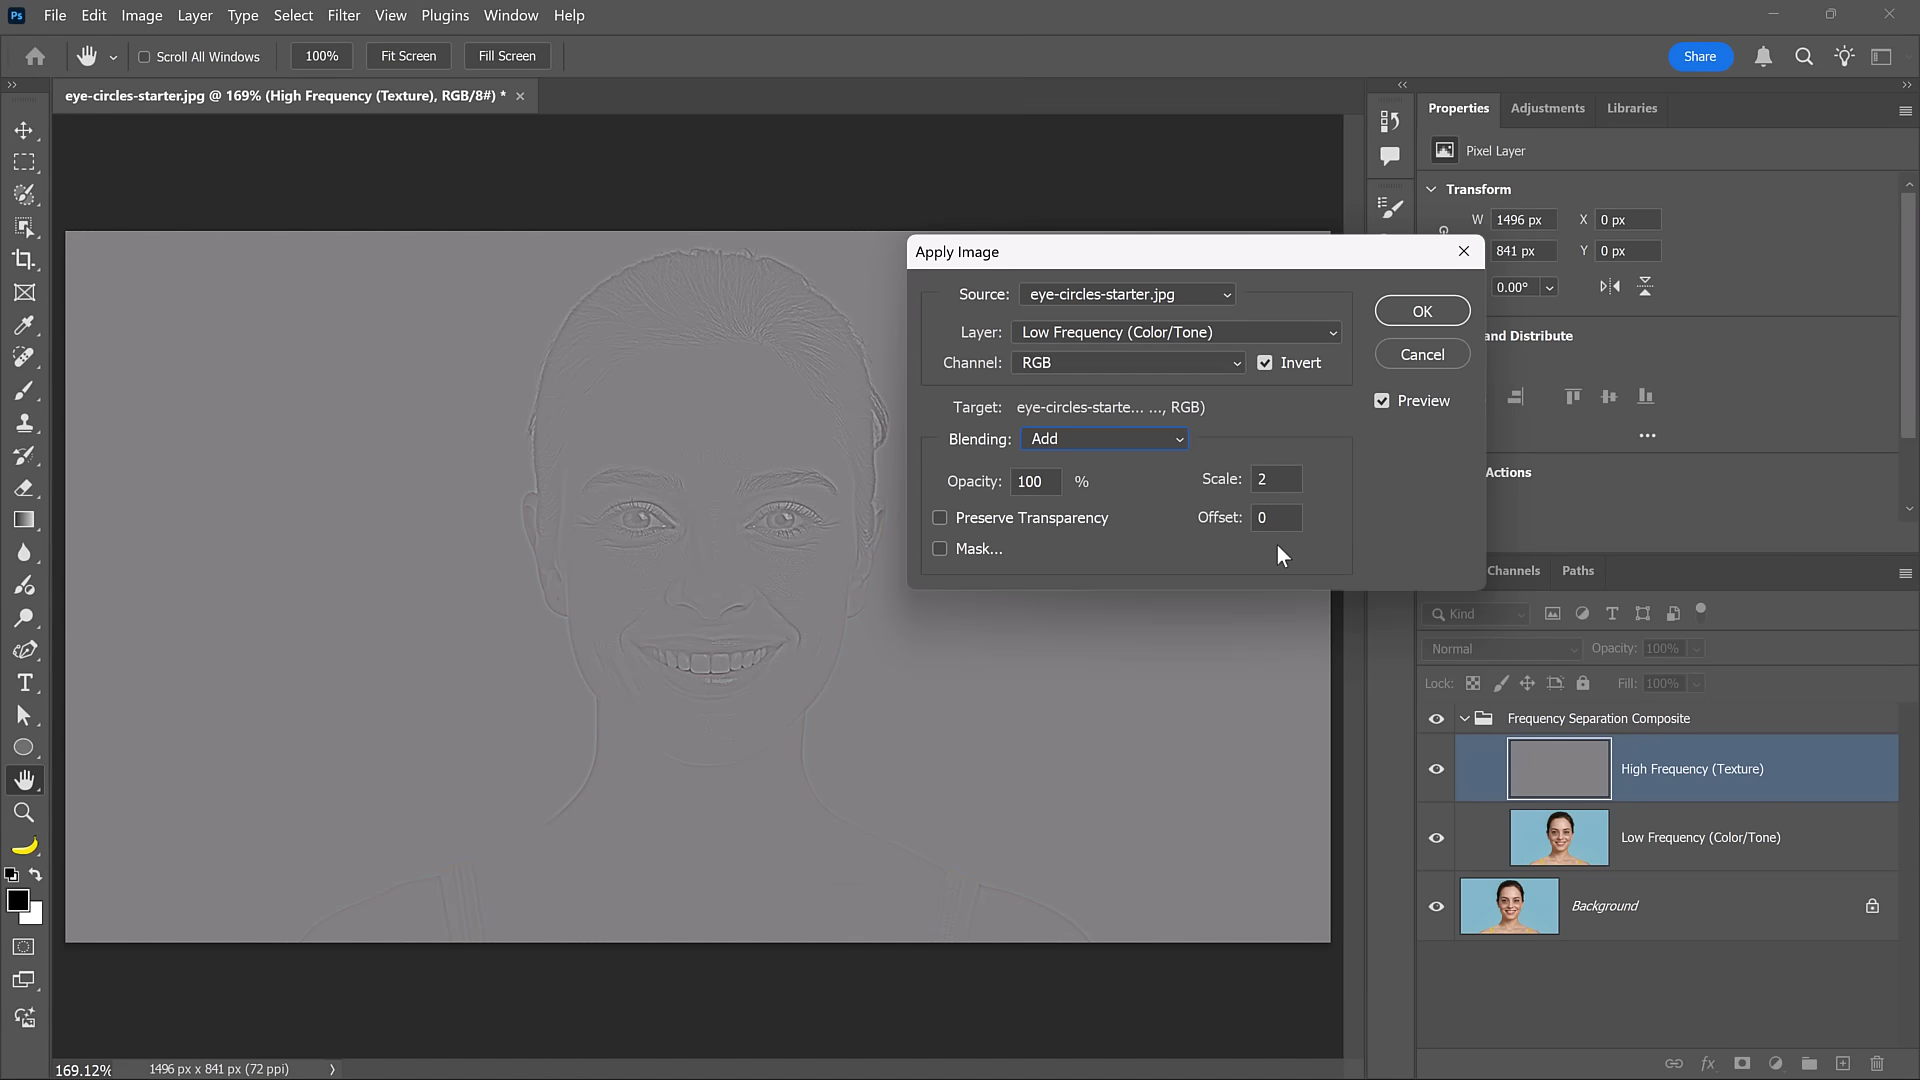 Ps File Edit Image Layer Type Select Filter View Plugins Window Help
Scroll All Windows 100% Fit Screen Fill Screen Share
eye-circles-starter.jpg @ 169% (High Frequency (Texture), RGB/8#) * ×
Properties Adjustments Libraries
Pixel Layer
Transform
W 1496 px X 0 px
841 px Y 0 px
0.00°
and Distribute
Actions
Apply Image
Source: eye-circles-starter.jpg
OK
Layer: Low Frequency (Color/Tone)
Cancel
Channel: RGB Invert
Preview
Target: eye-circles-starte... ..., RGB)
Blending: Add
Opacity: 100 % Scale: 2
Preserve Transparency Offset: 0
Mask...
Channels Paths
Kind
Normal Opacity: 100%
Lock: Fill: 100%
Frequency Separation Composite
High Frequency (Texture)
Low Frequency (Color/Tone)
Background
fx
169.12% 1496 px x 841 px (72 ppi)